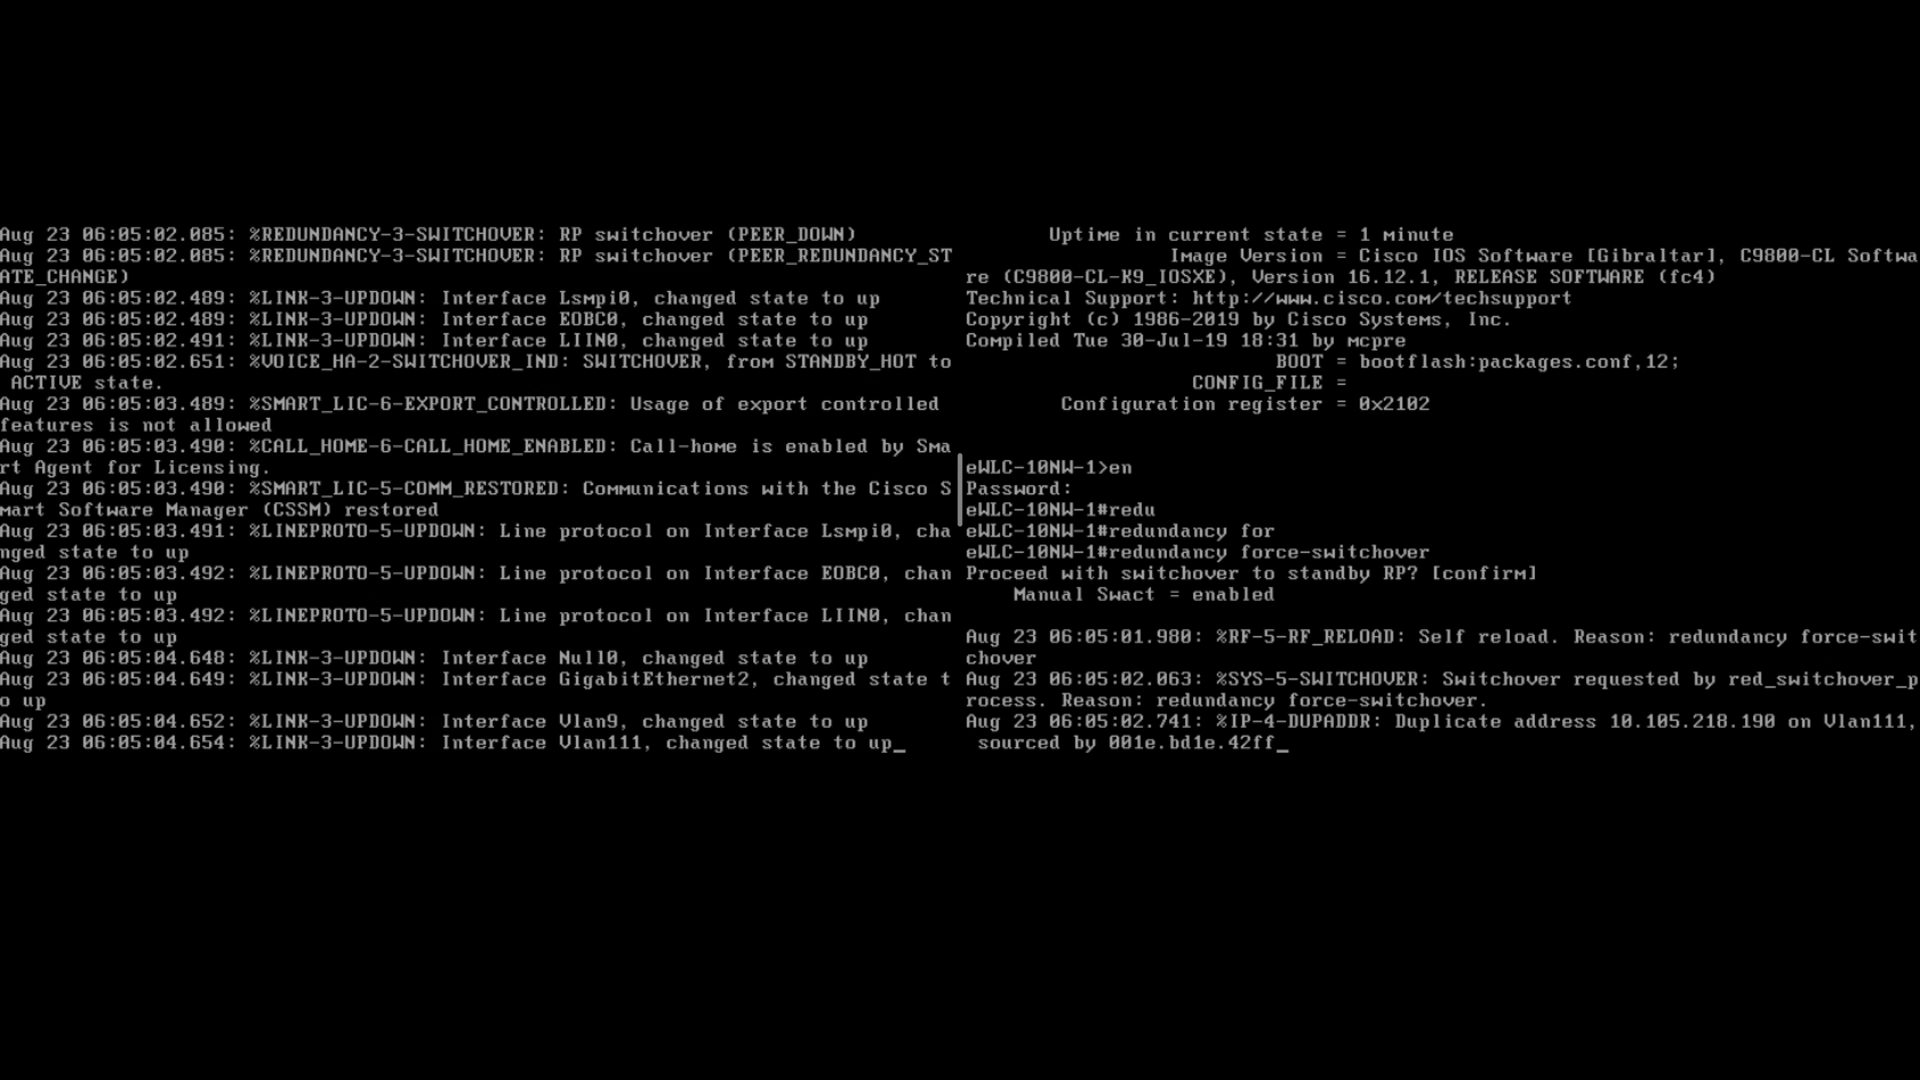 Aug 23 06:05:02.085: %REDUNDANCY-3-SWITCHOVER: RP switchover (PEER_DOWN)
Aug 23 06:05:02.085: %REDUNDANCY-3-SWITCHOVER: RP switchover (PEER_REDUNDANCY_ST
ATE_CHANGE)
Aug 23 06:05:02.489: %LINK-3-UPDOWN: Interface Lsmpi0, changed state to up
Aug 23 06:05:02.489: %LINK-3-UPDOWN: Interface EOBC0, changed state to up
Aug 23 06:05:02.491: %LINK-3-UPDOWN: Interface LIIN0, changed state to up
Aug 23 06:05:02.651: %VOICE_HA-2-SWITCHOVER_IND: SWITCHOVER, from STANDBY_HOT to
 ACTIVE state.
Aug 23 06:05:03.489: %SMART_LIC-6-EXPORT_CONTROLLED: Usage of export controlled
features is not allowed
Aug 23 06:05:03.490: %CALL_HOME-6-CALL_HOME_ENABLED: Call-home is enabled by Sma
rt Agent for Licensing.
Aug 23 06:05:03.490: %SMART_LIC-5-COMM_RESTORED: Communications with the Cisco S
mart Software Manager (CSSM) restored
Aug 23 06:05:03.491: %LINEPROTO-5-UPDOWN: Line protocol on Interface Lsmpi0, cha
nged state to up
Aug 23 06:05:03.492: %LINEPROTO-5-UPDOWN: Line protocol on Interface EOBC0, chan
ged state to up
Aug 23 06:05:03.492: %LINEPROTO-5-UPDOWN: Line protocol on Interface LIIN0, chan
ged state to up
Aug 23 06:05:04.648: %LINK-3-UPDOWN: Interface Null0, changed state to up
Aug 23 06:05:04.649: %LINK-3-UPDOWN: Interface GigabitEthernet2, changed state t
o up
Aug 23 06:05:04.652: %LINK-3-UPDOWN: Interface Vlan9, changed state to up
Aug 23 06:05:04.654: %LINK-3-UPDOWN: Interface Vlan111, changed state to up_
Uptime in current state = 1 minute
Image Version = Cisco IOS Software [Gibraltar], C9800-CL Softwa
re (C9800-CL-K9_IOSXE), Version 16.12.1, RELEASE SOFTWARE (fc4)
Technical Support: http://www.cisco.com/techsupport
Copyright (c) 1986-2019 by Cisco Systems, Inc.
Compiled Tue 30-Jul-19 18:31 by mcpre
BOOT = bootflash:packages.conf,12;
CONFIG_FILE =
Configuration register = 0x2102
eWLC-10NW-1>en
Password:
eWLC-10NW-1#redu
eWLC-10NW-1#redundancy for
eWLC-10NW-1#redundancy force-switchover
Proceed with switchover to standby RP? [confirm]
Manual Swact = enabled
Aug 23 06:05:01.980: %RF-5-RF_RELOAD: Self reload. Reason: redundancy force-swit
chover
Aug 23 06:05:02.063: %SYS-5-SWITCHOVER: Switchover requested by red_switchover_p
rocess. Reason: redundancy force-switchover.
Aug 23 06:05:02.741: %IP-4-DUPADDR: Duplicate address 10.105.218.190 on Vlan111,
 sourced by 001e.bd1e.42ff_